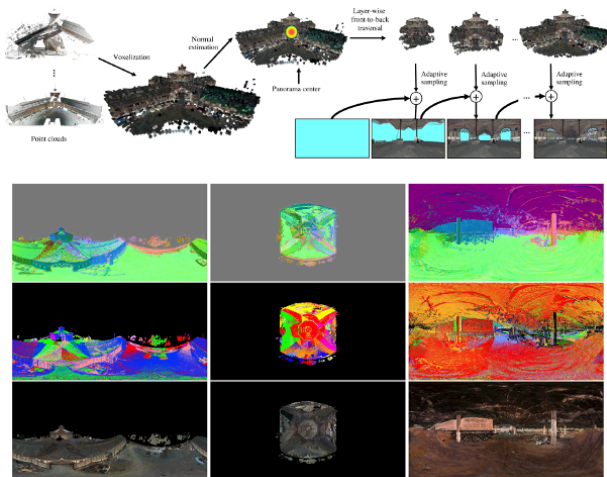 Normal
estimation
Layer-wise
front-to-back
traversal
Voxelization
...
Adaptive
sampling
Adaptive
sampling
Adaptive
sampling
Panorama center
...
Point clouds
...